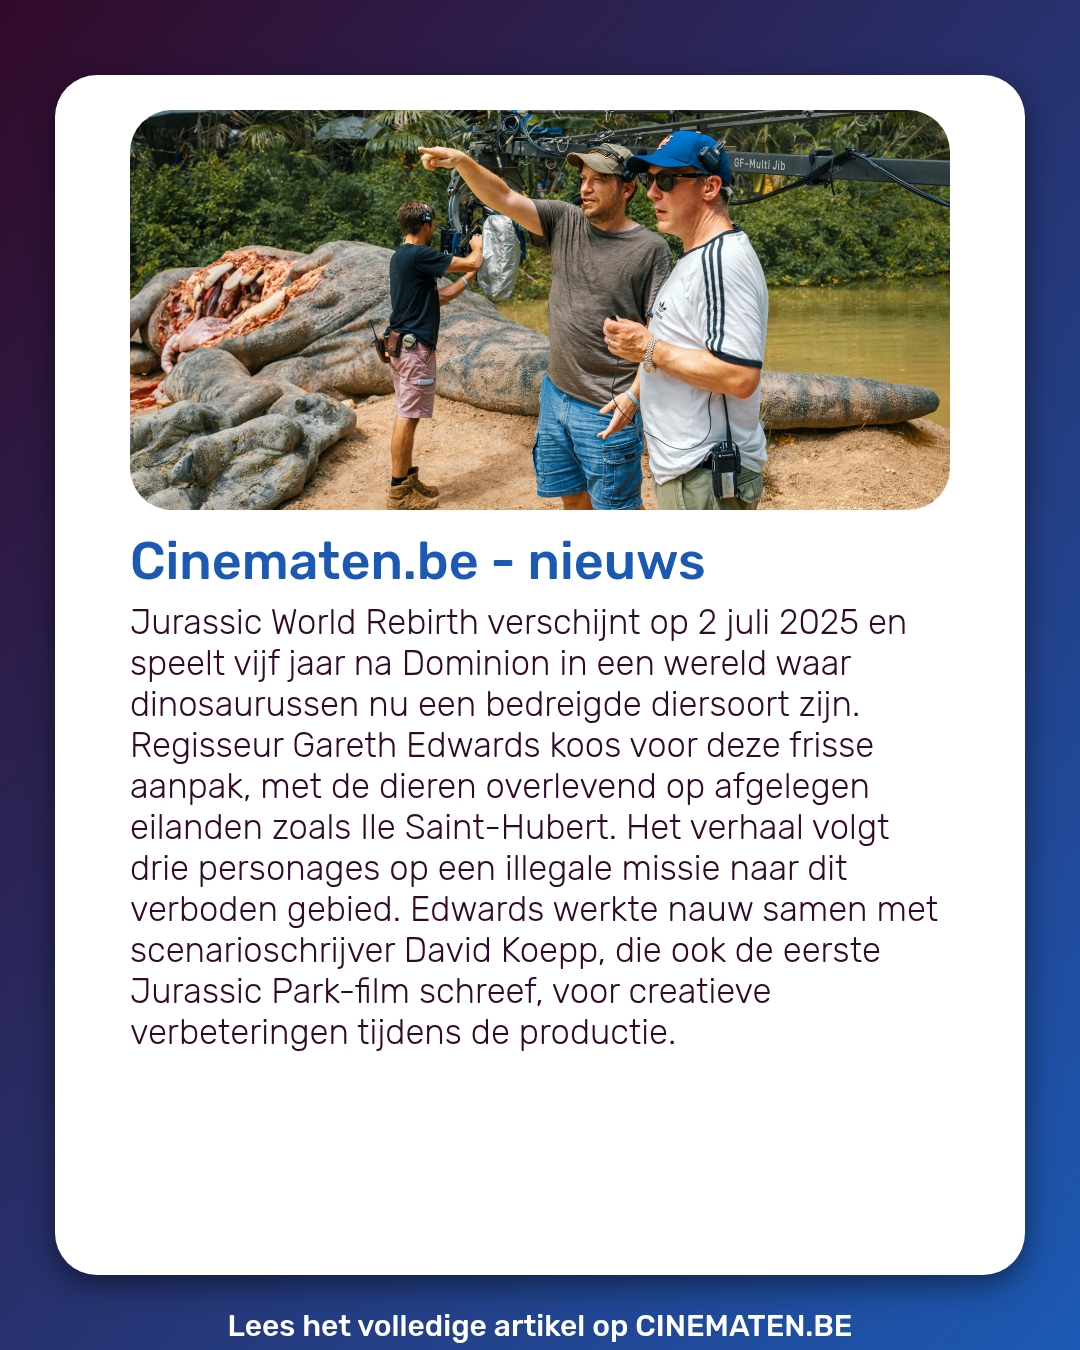 GF-Multi Jib
Cinematen.be - nieuws
Jurassic World Rebirth verschijnt op 2 juli 2025 en
speelt vijf jaar na Dominion in een wereld waar
dinosaurussen nu een bedreigde diersoort zijn.
Regisseur Gareth Edwards koos voor deze frisse
aanpak, met de dieren overlevend op afgelegen
eilanden zoals Ile Saint-Hubert. Het verhaal volgt
drie personages op een illegale missie naar dit
verboden gebied. Edwards werkte nauw samen met
scenarioschrijver David Koepp, die ook de eerste
Jurassic Park-film schreef, voor creatieve
verbeteringen tijdens de productie.
Lees het volledige artikel op CINEMATEN.BE